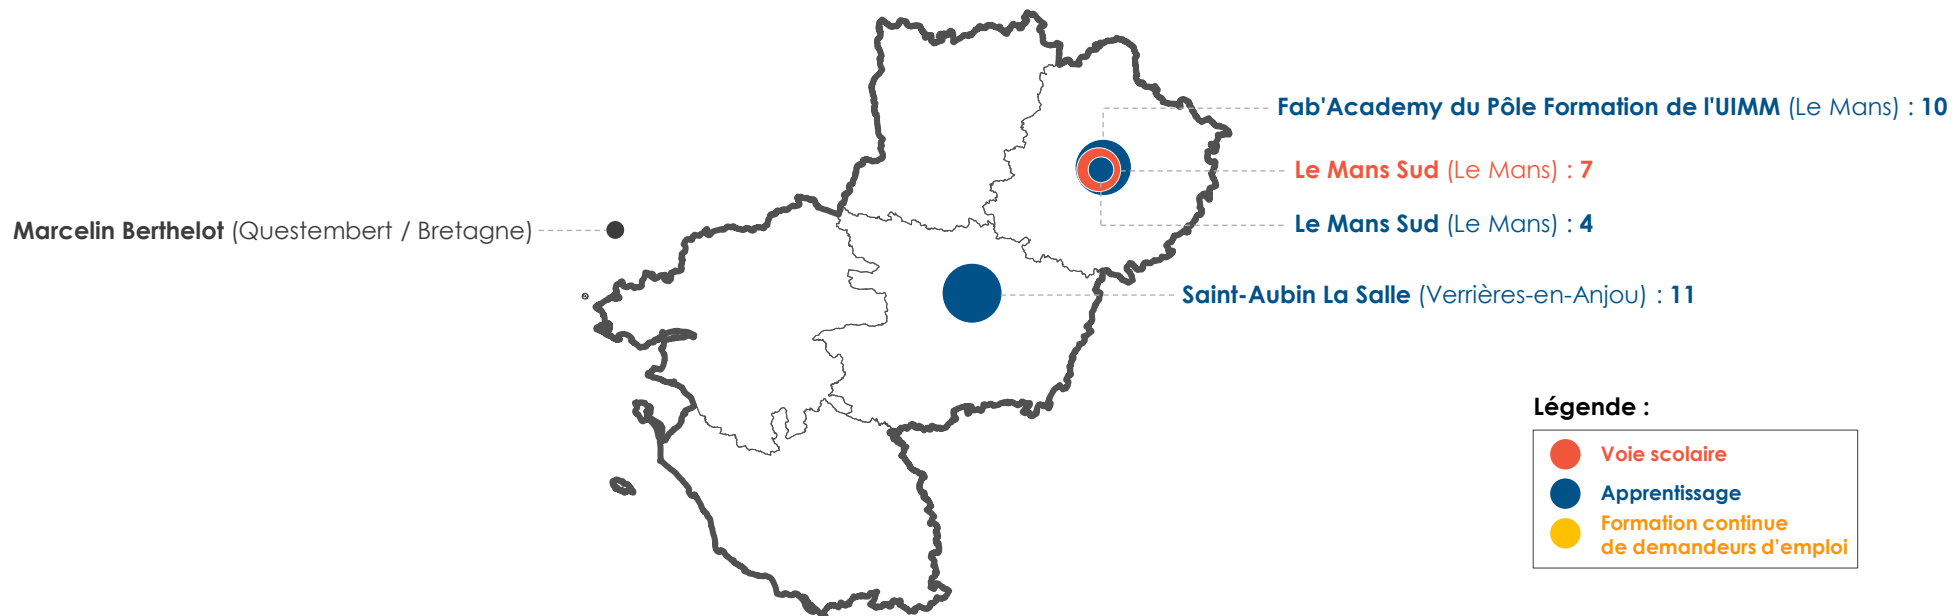 Fab'Academy du Pôle Formation de l'UIMM (Le Mans) : 10
Le Mans Sud (Le Mans) : 7
Le Mans Sud (Le Mans) : 4
Marcelin Berthelot (Questembert / Bretagne)
Saint-Aubin La Salle (Verrières-en-Anjou) : 11
Légende :
Voie scolaire
Apprentissage
Formation continue
de demandeurs d'emploi